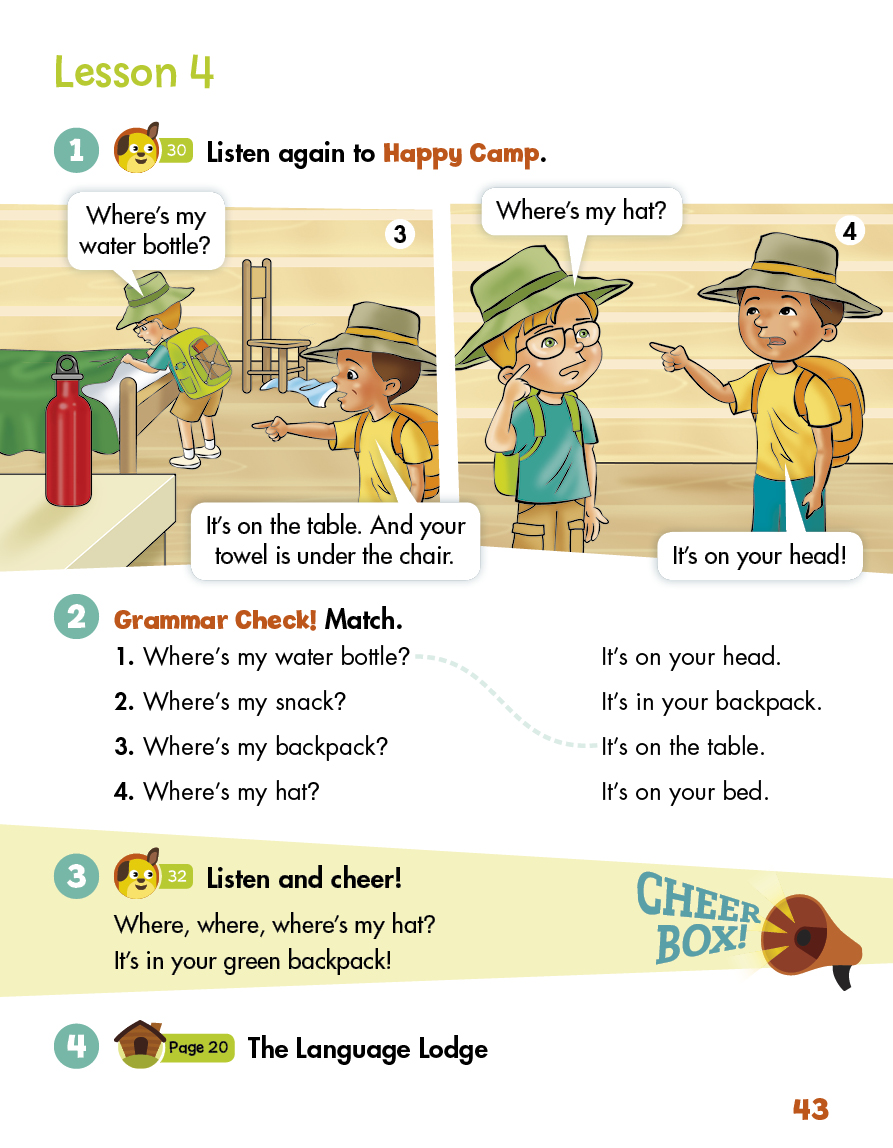 Lesson 4
1 30 Listen again to Happy Camp.
Where's my
water bottle?
3
It's on the table. And your
towel is under the chair.
Where's my hat?
4
It's on your head!
2 Grammar Check! Match.
1. Where's my water bottle? It's on your head.
2. Where's my snack? It's in your backpack.
3. Where's my backpack? It's on the table.
4. Where's my hat? It's on your bed.
3 32 Listen and cheer!
Where, where, where's my hat?
It's in your green backpack!
CHEER
BOX!
4 Page 20 The Language Lodge
43